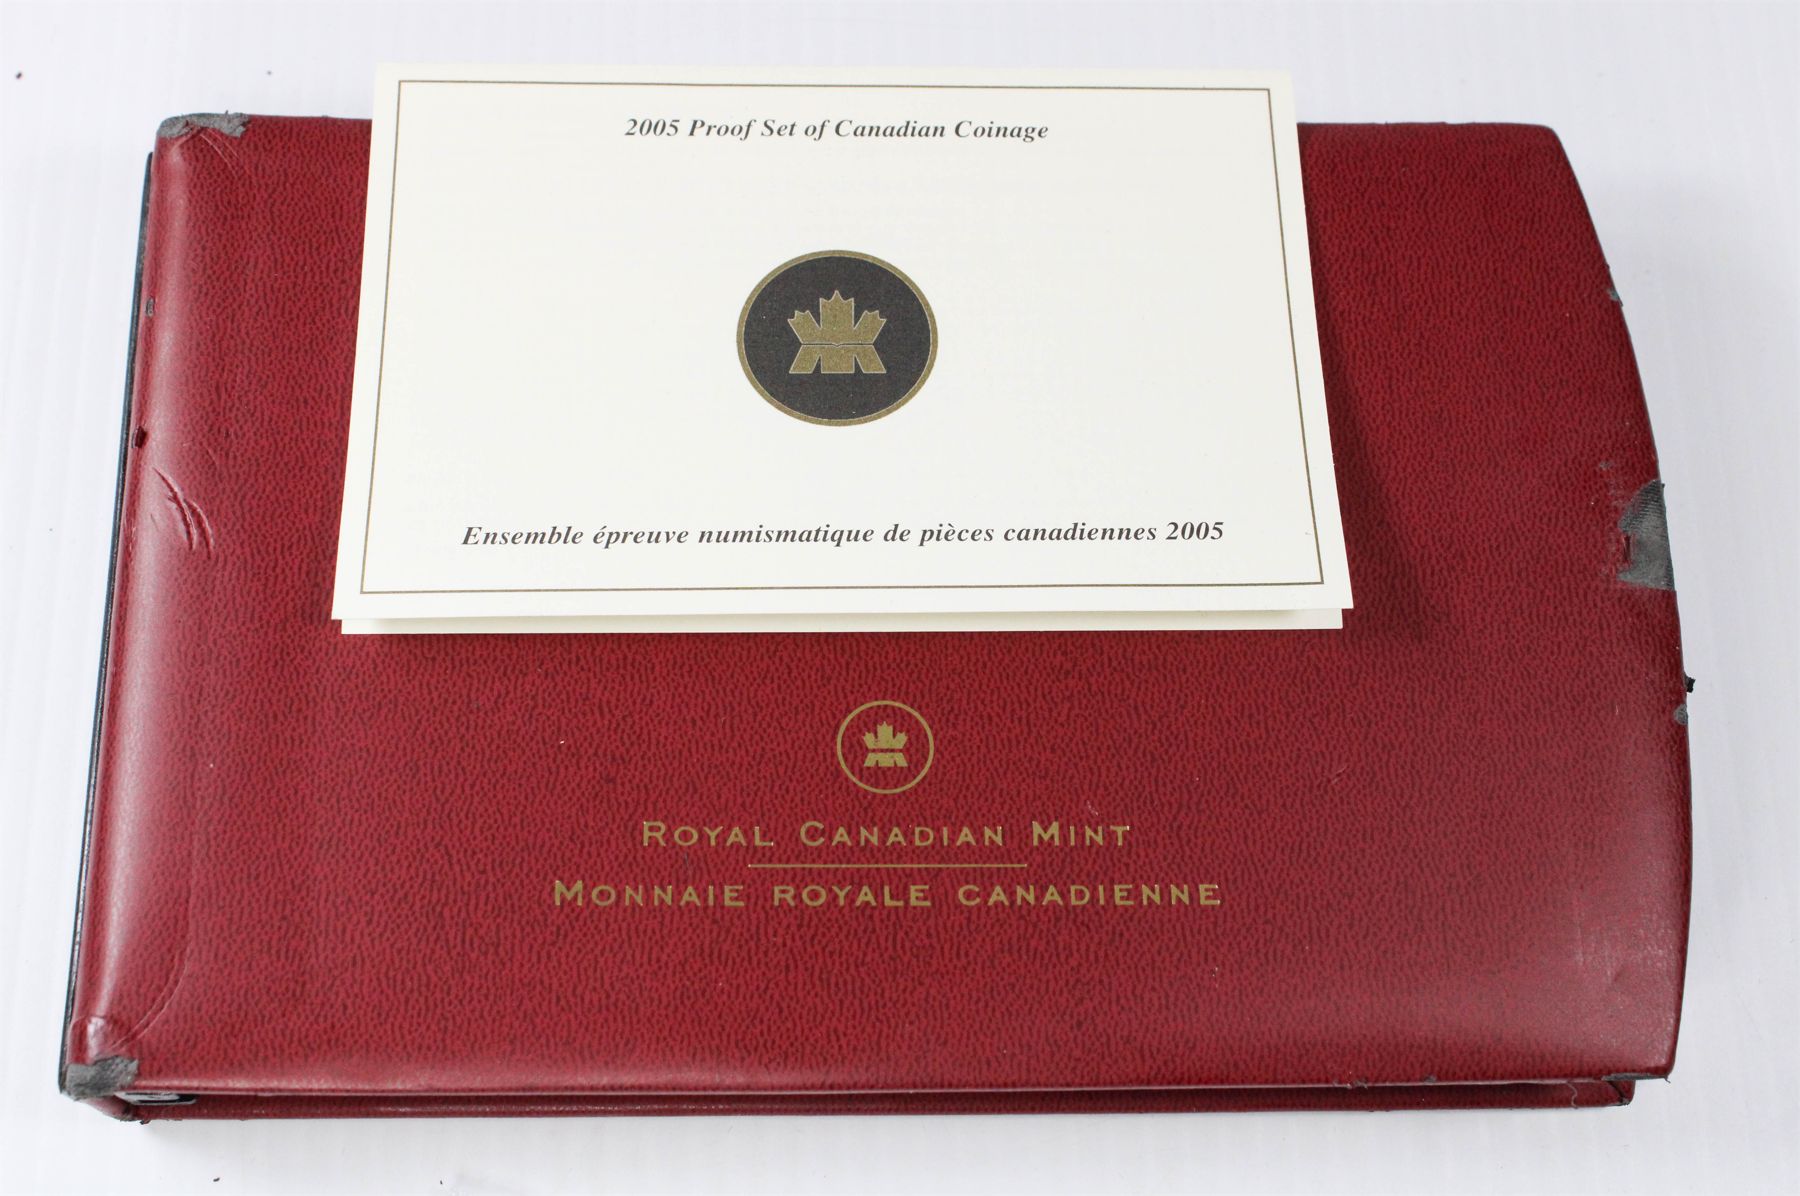 2005 Proof Set of Canadian Coinage
Ensemble épreuve numismatique de pièces canadiennes 2005
ROYAL CANADIAN MINT
MONNAIE ROYALE CANADIENNE